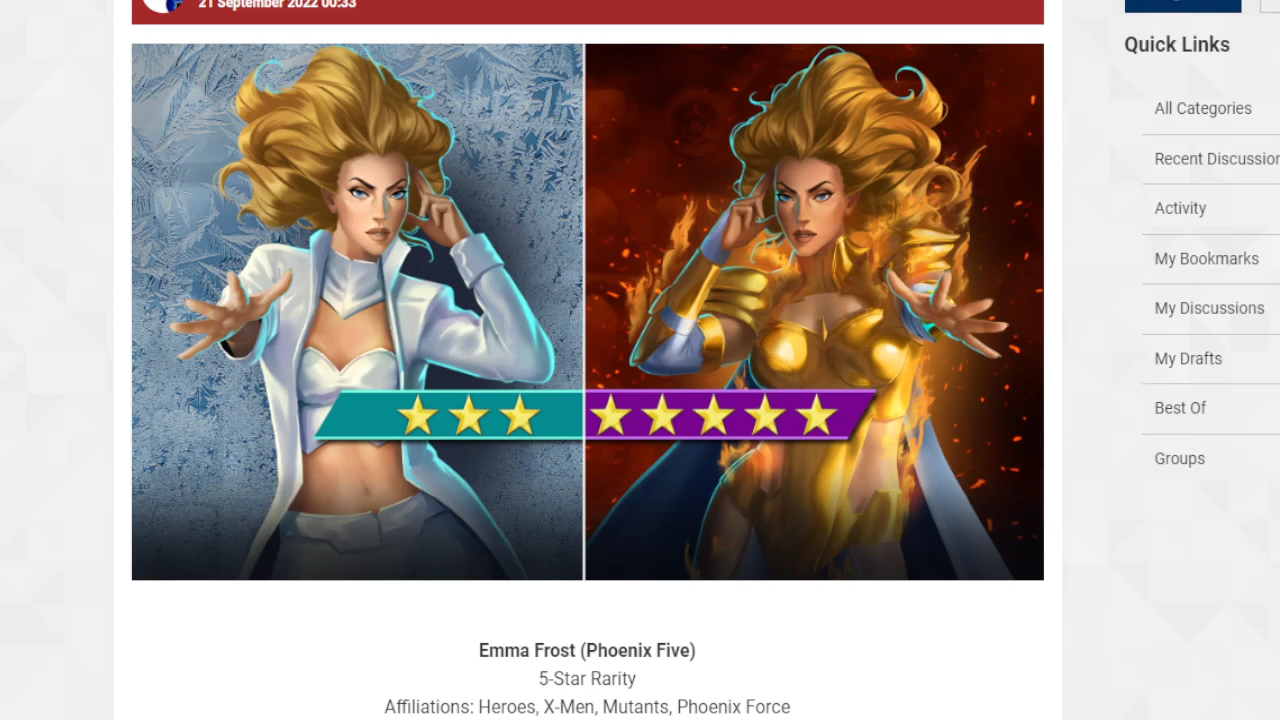 21 September 2022 00:33
Quick Links
All Categories
Recent Discussion
Activity
My Bookmarks
My Discussions
My Drafts
Best Of
Groups
Emma Frost (Phoenix Five)
5-Star Rarity
Affiliations: Heroes, X-Men, Mutants, Phoenix Force